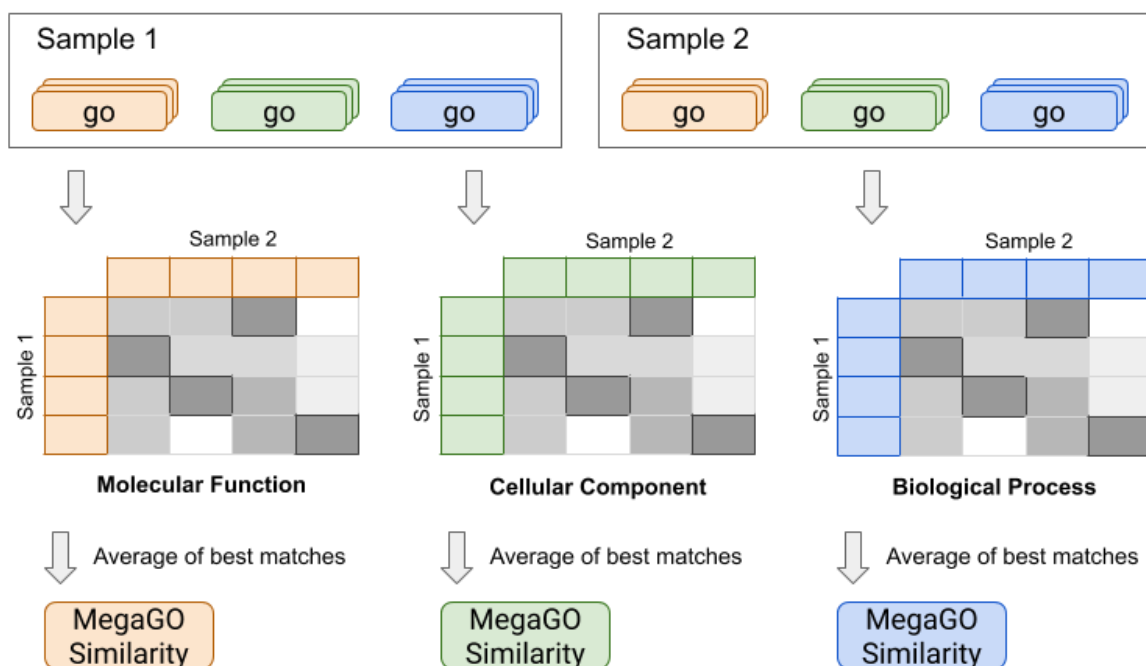 Sample 1
Sample 2
go
go
go
go
go
go
Sample 2
Sample 2
Sample 2
Sample 1
Sample 1
Sample 1
Molecular Function
Cellular Component
Biological Process
Average of best matches
Average of best matches
Average of best matches
MegaGO
Similarity
MegaGO
Similarity
MegaGO
Similarity